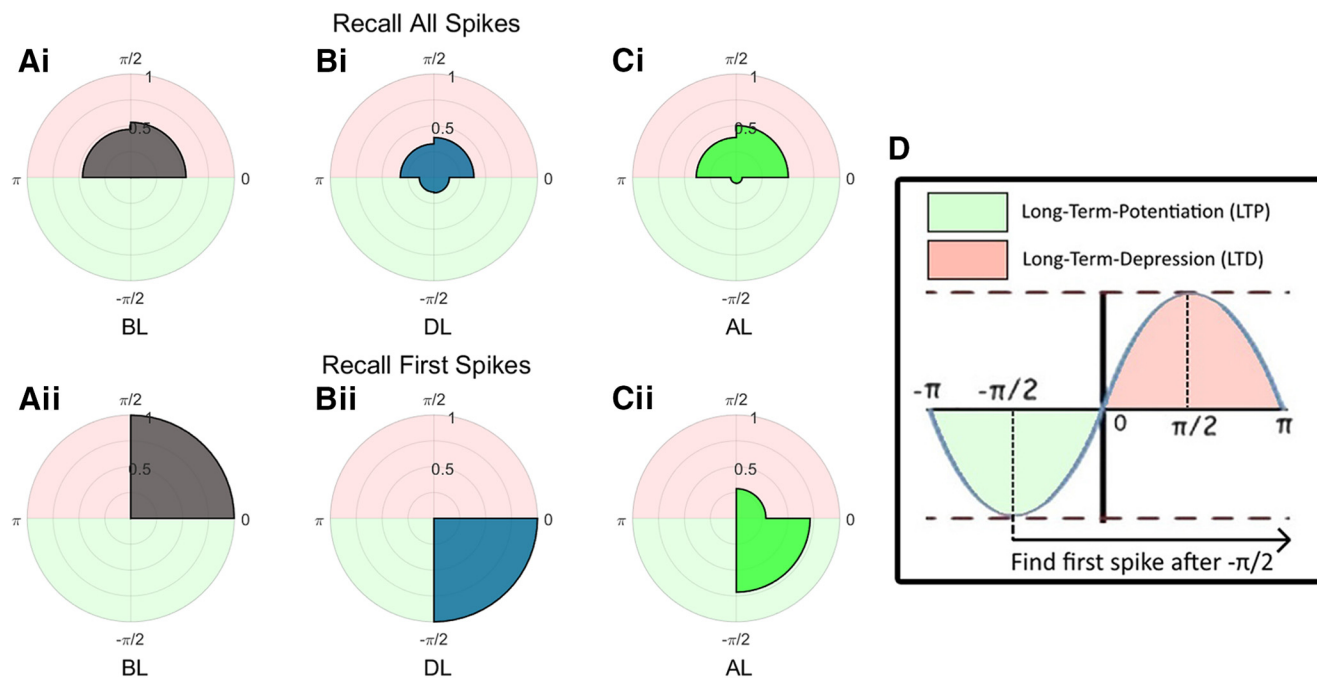 Recall All Spikes
Ai
π/2
1
0.5
π
0
-π/2
BL
Bi
π/2
1
0.5
π
0
-π/2
DL
Ci
π/2
1
0.5
π
0
-π/2
AL
Recall First Spikes
Aii
π/2
1
0.5
π
0
-π/2
BL
Bii
π/2
1
0.5
π
0
-π/2
DL
Cii
π/2
1
0.5
π
0
-π/2
AL
D
Long-Term-Potentiation (LTP)
Long-Term-Depression (LTD)
-π -π/2
0 π/2 π
Find first spike after -π/2